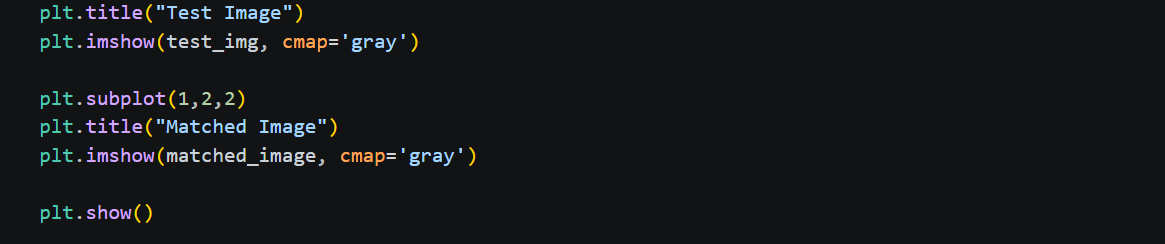 plt.title("Test Image")
plt.imshow(test_img, cmap='gray')
plt.subplot(1,2,2)
plt.title("Matched Image")
plt.imshow(matched_image, cmap='gray')
plt.show()